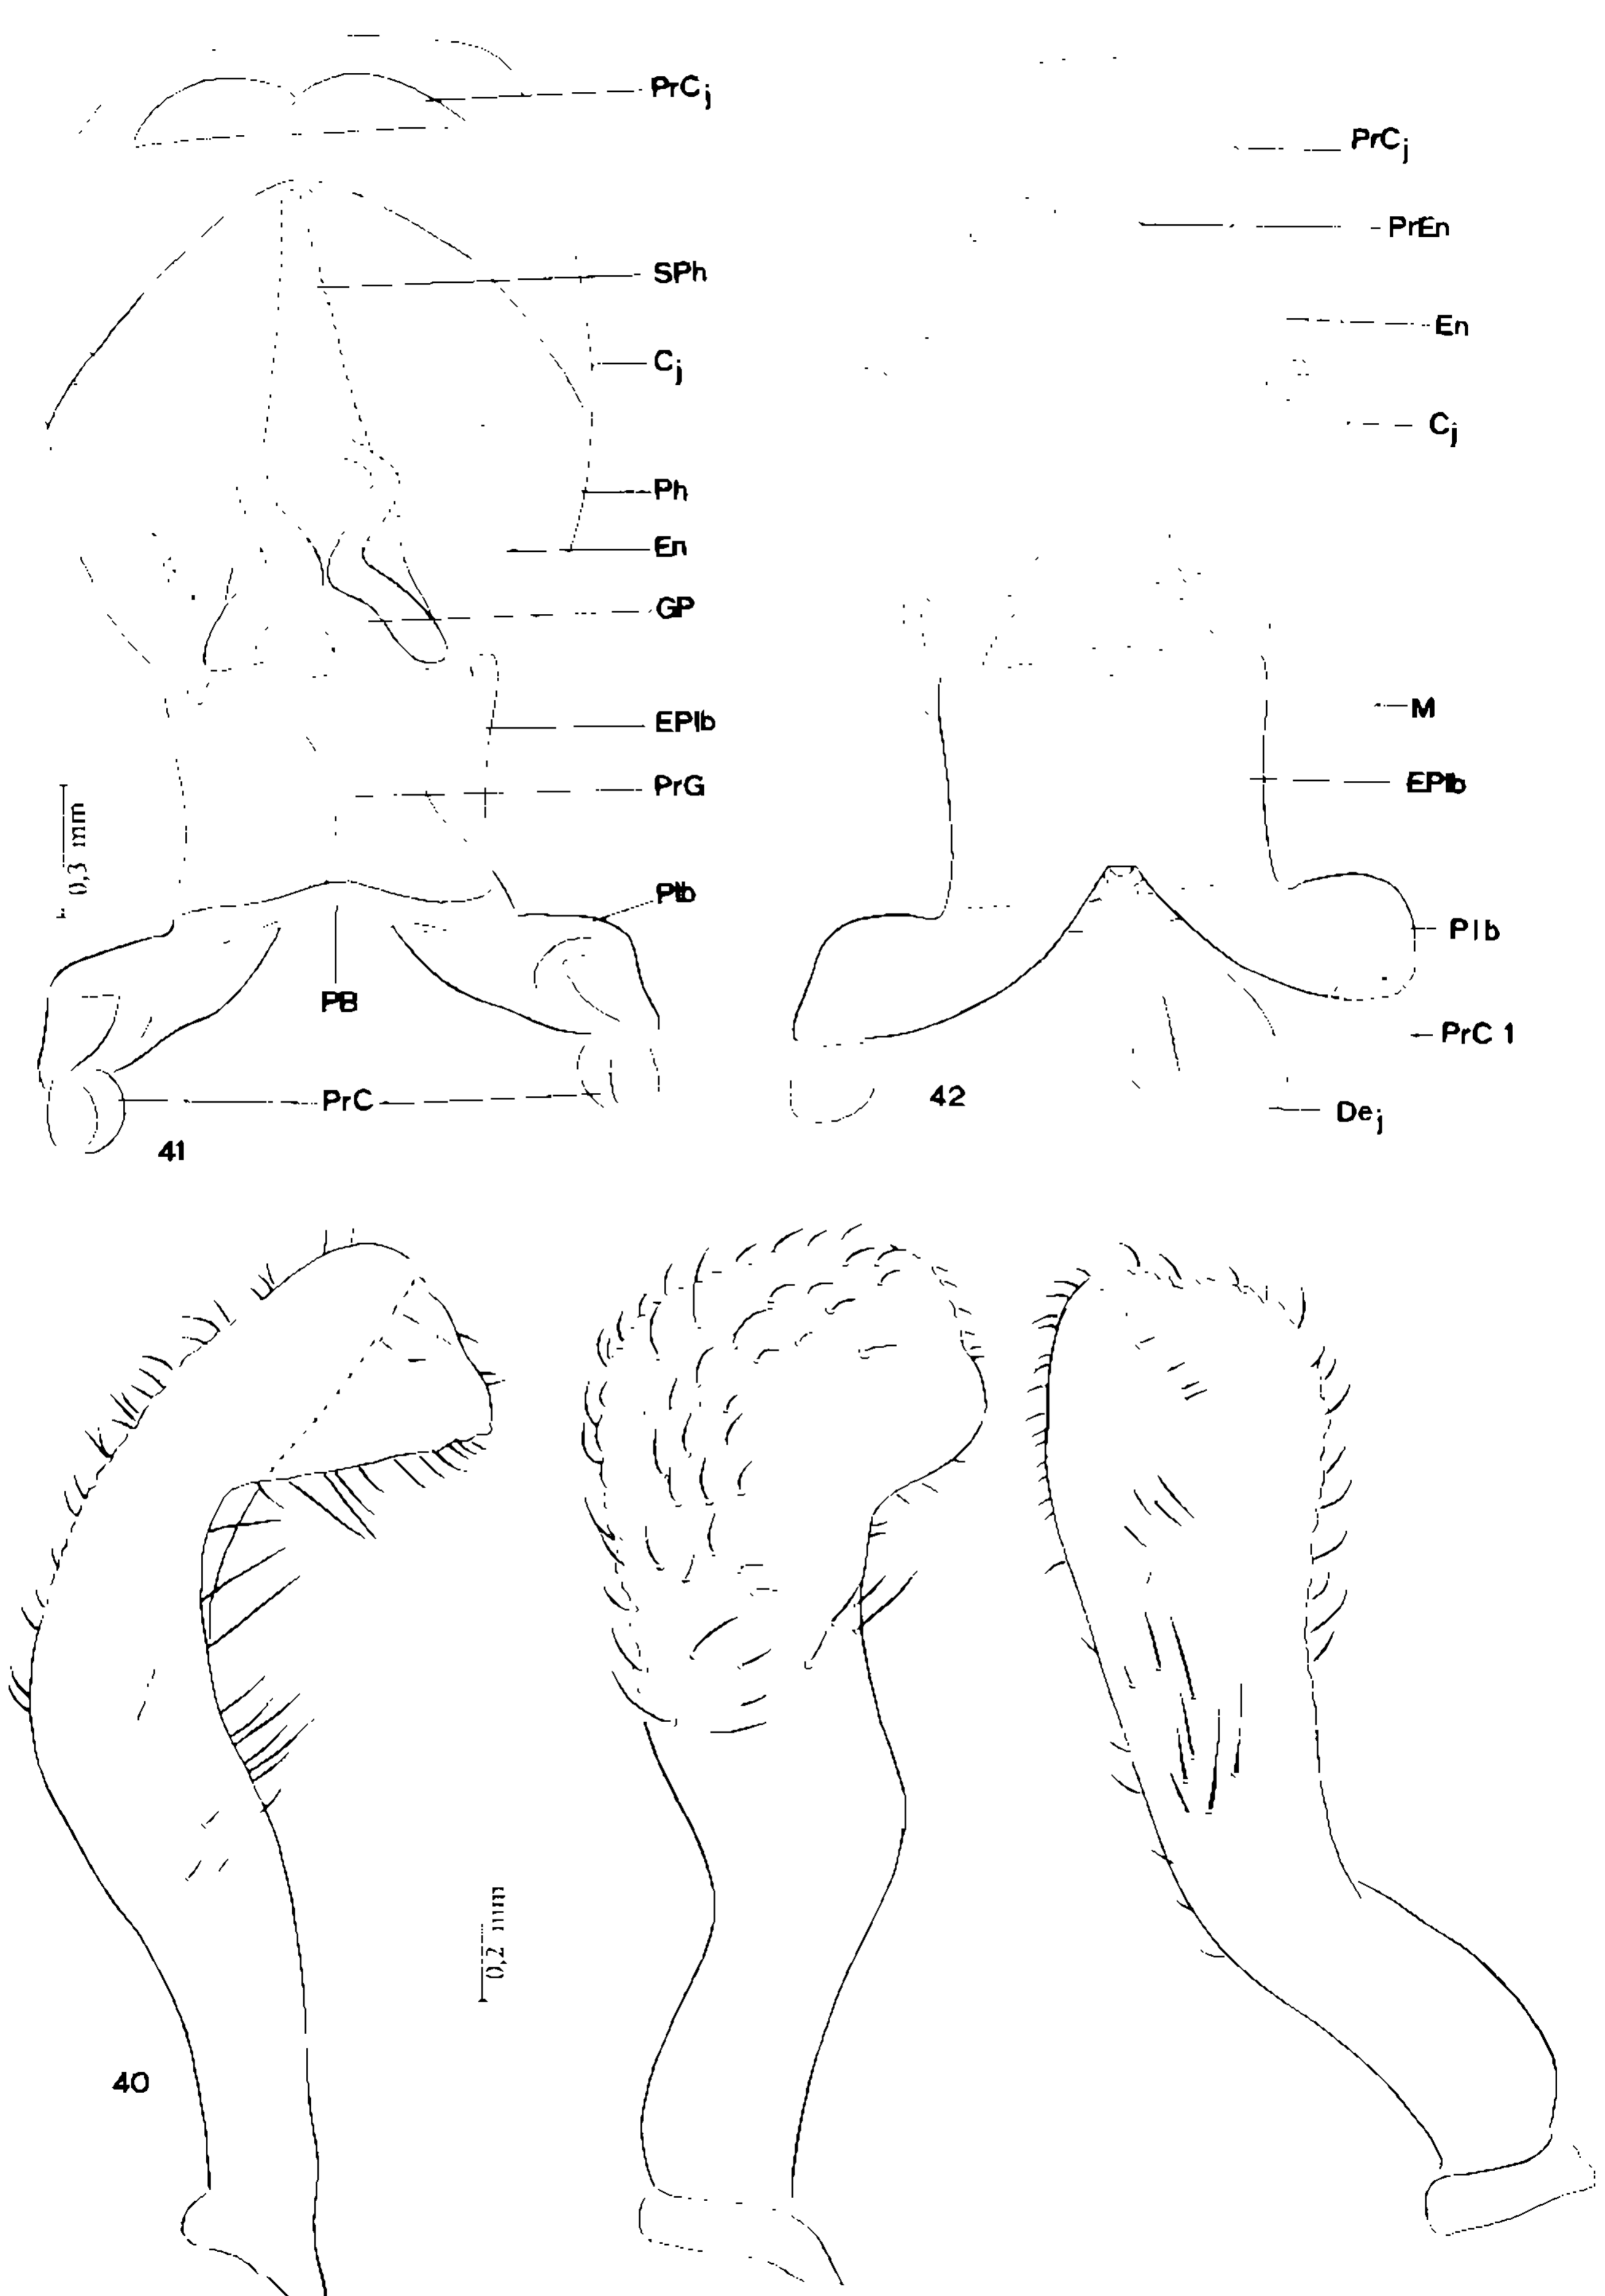 PrCj
SPh
Cj
Ph
En
GP
EPlb
PrG
Plb
0,3 mm
PB
PrC
41
PrCj
PrEn
En
Cj
M
EPlb
Plb
PrC 1
Dej
42
40
0,2 mm